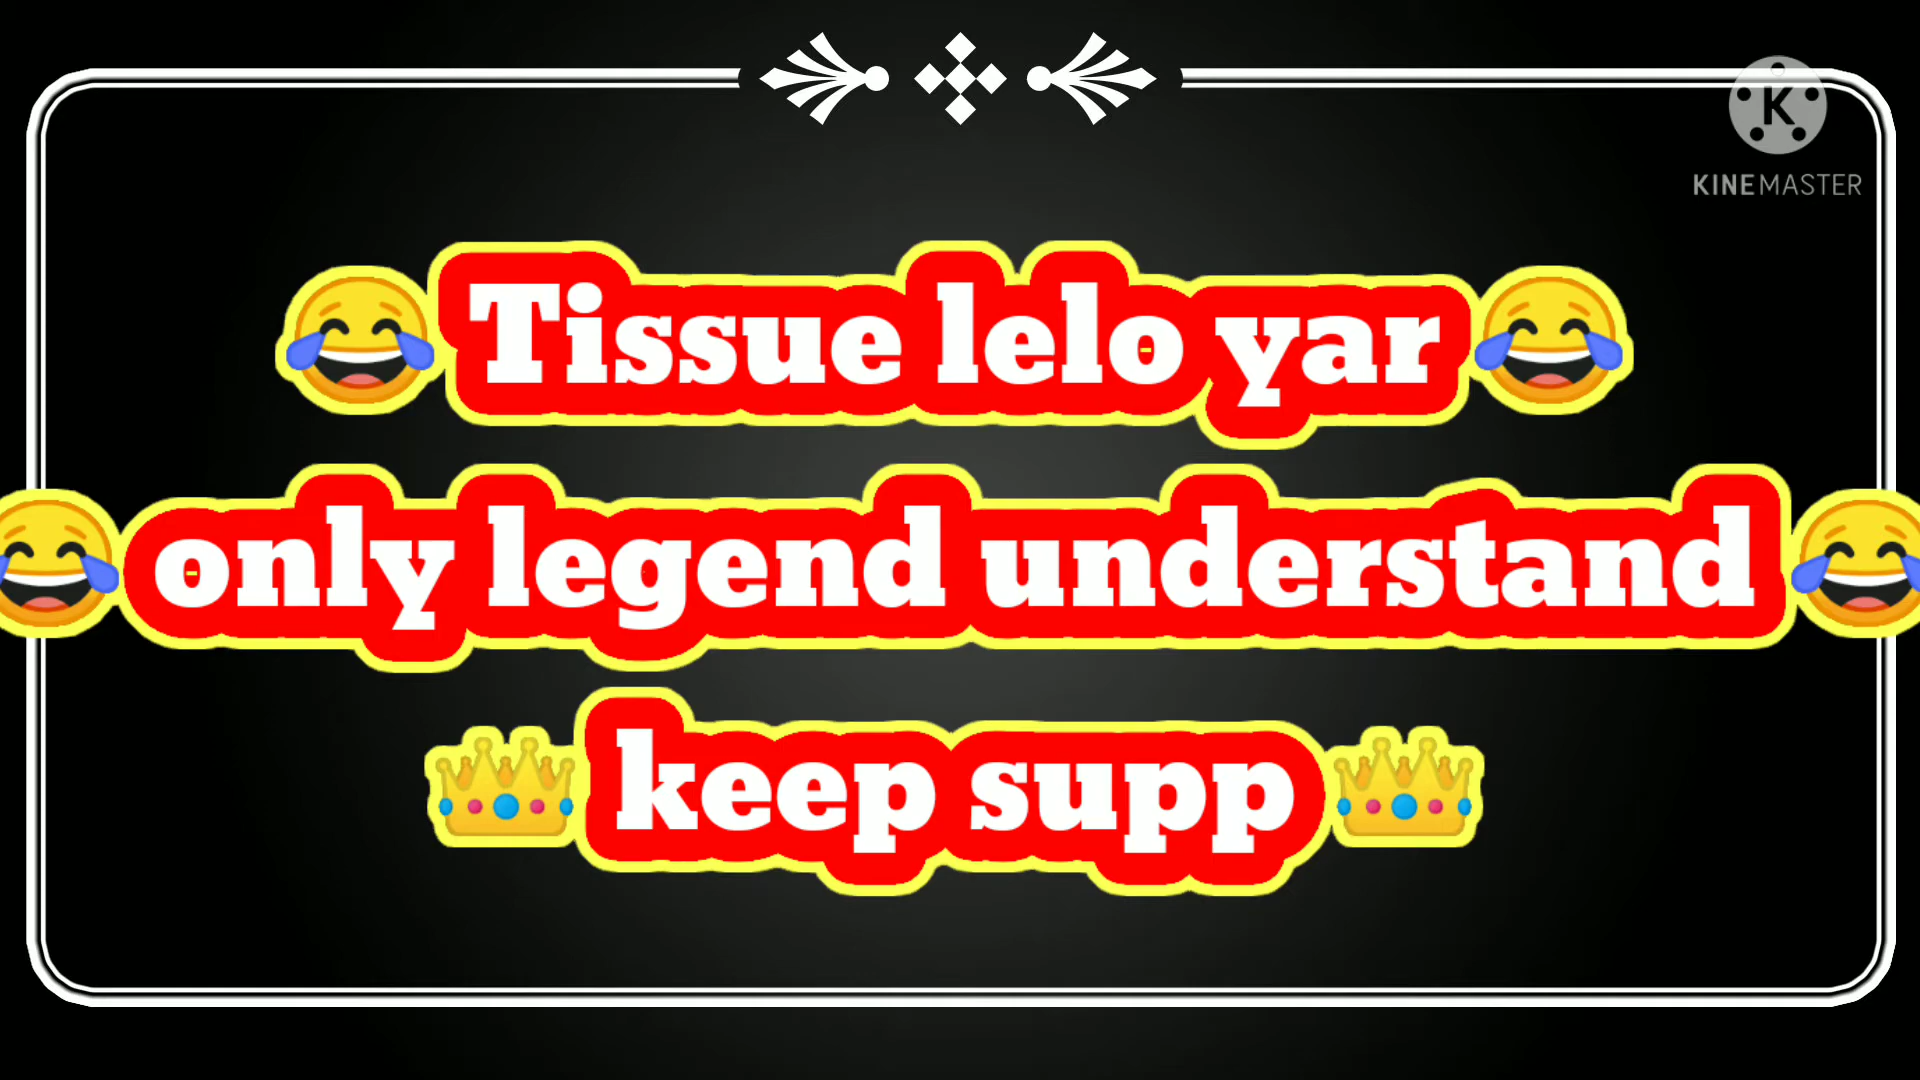 K
KINEMASTER
😂Tissue lelo yar😂
😂only legend understand😂
👑keep supp👑